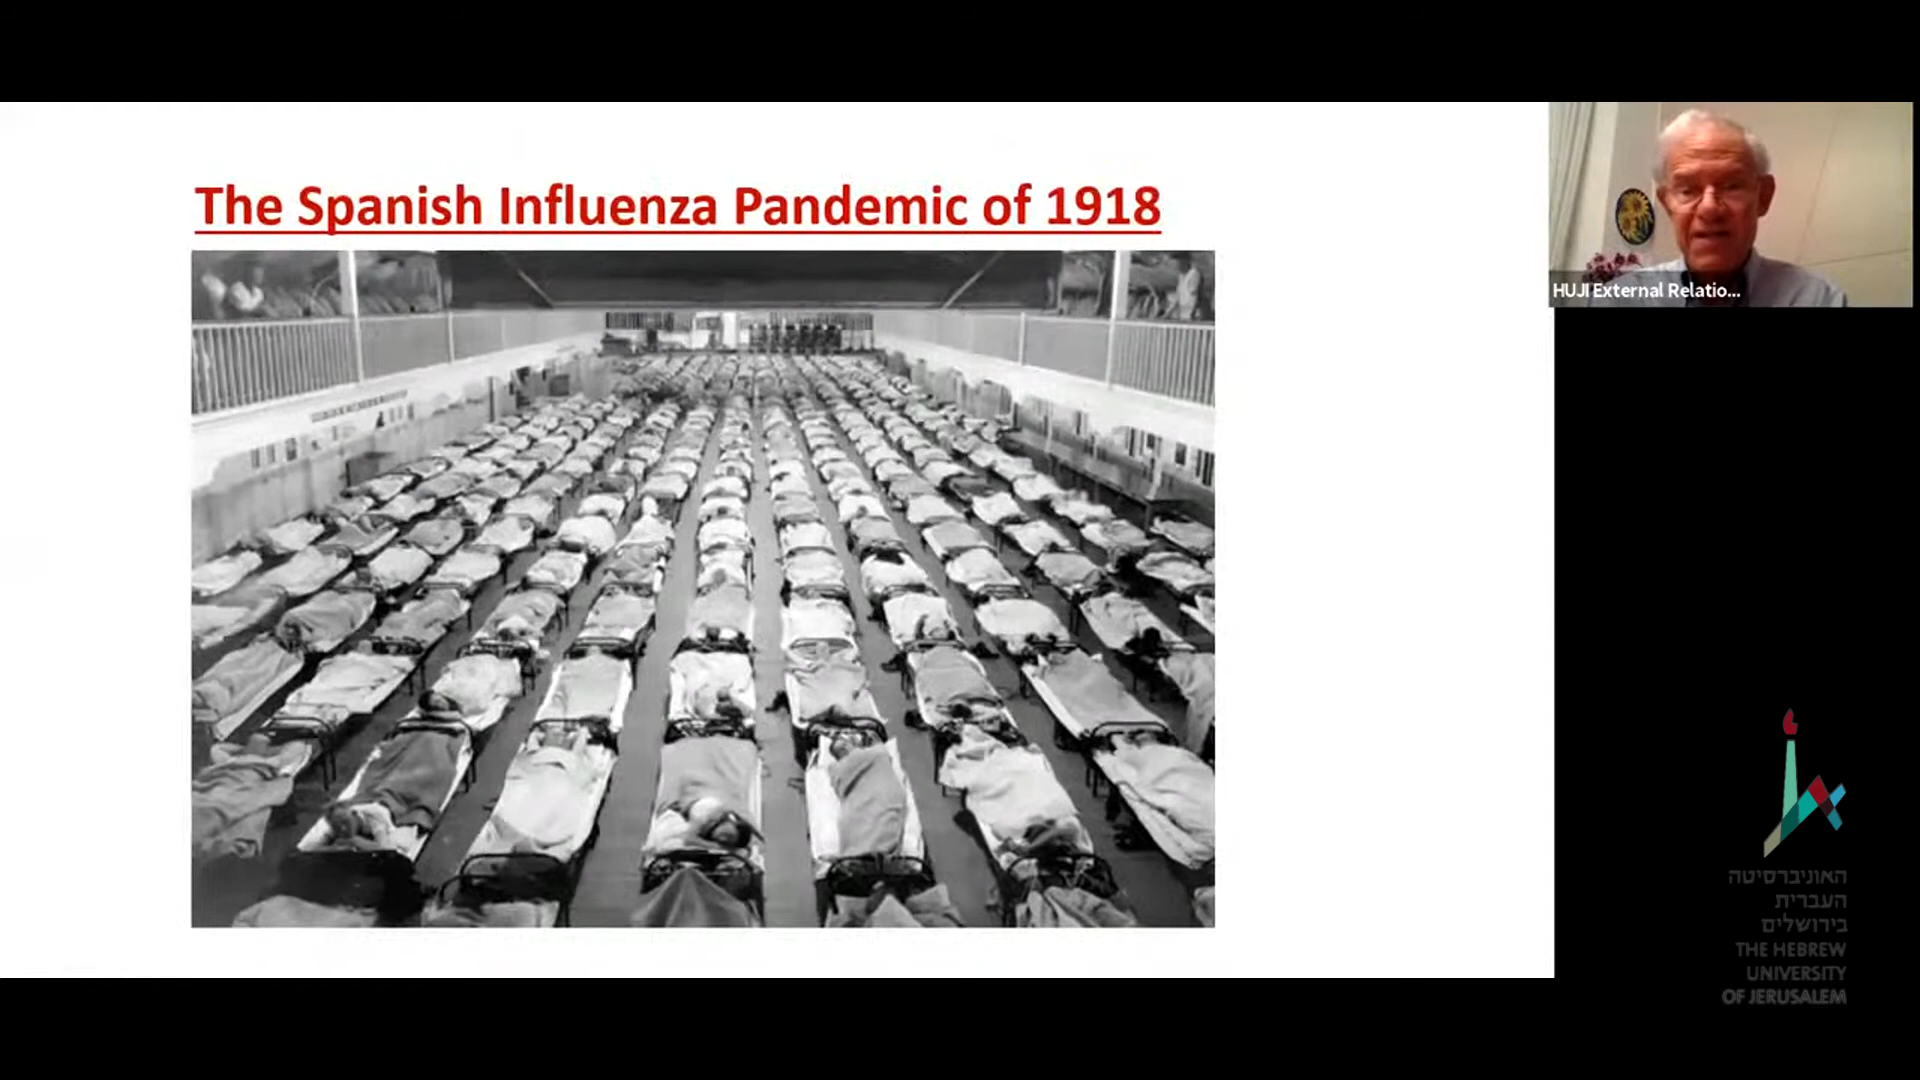 The Spanish Influenza Pandemic of 1918
HUJI External Relatio...
האוניברסיטה
העברית
בירושלים
THE HEBREW
UNIVERSITY
OF JERUSALEM